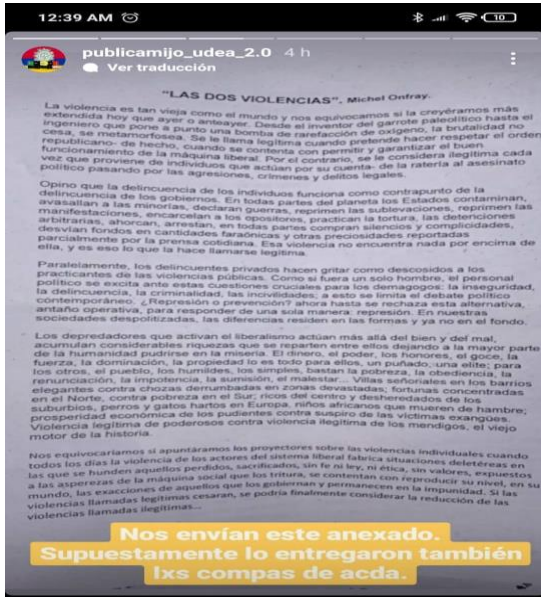 12:39 AM
10
publicamijo_udea_2.0 4 h
Ver traducción
"LAS DOS VIOLENCIAS", Michel Onfray.
La violencia es tan vieja como el mundo y nos equivocamos si la creyéramos más
extendida hoy que ayer o anteayer. Desde el inventor del garrote paleolítico hasta el
ingeniero que pone a punto una bomba de rarefacción de oxígeno, la brutalidad no
cesa, se metamorfosea. Se le llama legítima cuando pretende hacer respetar el orden
republicano- de hecho, cuando se contenta con permitir y garantizar el buen
funcionamiento de la máquina liberal. Por el contrario, se le considera ilegítima cada
vez que proviene de individuos que actúan por su cuenta- de la ratería al asesinato
político pasando por las agresiones, crímenes y delitos legales.
Opino que la delincuencia de los individuos funciona como contrapunto de la
delincuencia de los gobiernos. En todas partes del planeta los Estados contaminan,
avasallan a las minorías, declaran guerras, reprimen las sublevaciones, reprimen las
manifestaciones, encarcelan a los opositores, practican la tortura, las detenciones
arbitrarias, ahorcan, arrestan, en todas partes compran silencios y complicidades,
desvían fondos en cantidades faraónicas y otras preciosidades reportadas
parcialmente por la prensa cotidiana. Esa violencia no encuentra nada por encima de
ella, y es eso lo que la hace llamarse legítima.
Paralelamente, los delincuentes privados hacen gritar como descosidos a los
practicantes de las violencias públicas. Como si fuera un solo hombre, el personal
político se excita ante estas cuestiones cruciales para los demagogos: la inseguridad,
la delincuencia, la criminalidad, las incivilidades, a esto se limita el debate político
contemporáneo. ¿Represión o prevención? ahora hasta se rechaza esta alternativa,
antaño operativa, para responder de una sola manera: represión. En nuestras
sociedades despolitizadas, las diferencias residen en las formas y ya no en el fondo.
Los depredadores que activan el liberalismo actúan más allá del bien y del mal,
acumulan considerables riquezas que se reparten entre ellos dejando a la mayor parte
de la humanidad pudrirse en la miseria. El dinero, el poder, los honores, el goce, la
fuerza, la dominación, la propiedad lo es todo para ellos, un puñado, una elite; para
los otros, el pueblo, los humildes, los simples, bastan la pobreza, la obediencia, la
renunciación, la impotencia, la sumisión, el malestar... Villas señoriales en los barrios
elegantes contra chozas derrumbadas en zonas devastadas; fortunas concentradas
en el Norte, contra pobreza en el Sur; ricos del centro y desheredados de los
suburbios, perros y gatos hartos en Europa, niños africanos que mueren de hambre;
prosperidad económica de los pudientes contra suspiro de las víctimas exangües.
Violencia legítima de poderosos contra violencia ilegítima de los mendigos, el viejo
motor de la historia.
Nos equivocaríamos si apuntáramos los proyectores sobre las violencias individuales cuando
todos los días la violencia de los actores del sistema liberal fabrica situaciones deletéreas en
las que se hunden aquellos perdidos, sacrificados, sin fe ni ley, ni ética, sin valores, expuestos
a las asperezas de la máquina social que los tritura, se contentan con reproducir su nivel, en su
mundo, las exacciones de aquellos que los gobiernan y permanecen en la impunidad. Si las
violencias llamadas legítimas cesaran, se podría finalmente considerar la reducción de las
violencias llamadas ilegítimas...
Nos envían este anexado.
Supuestamente lo entregaron también
lxs compas de acda.